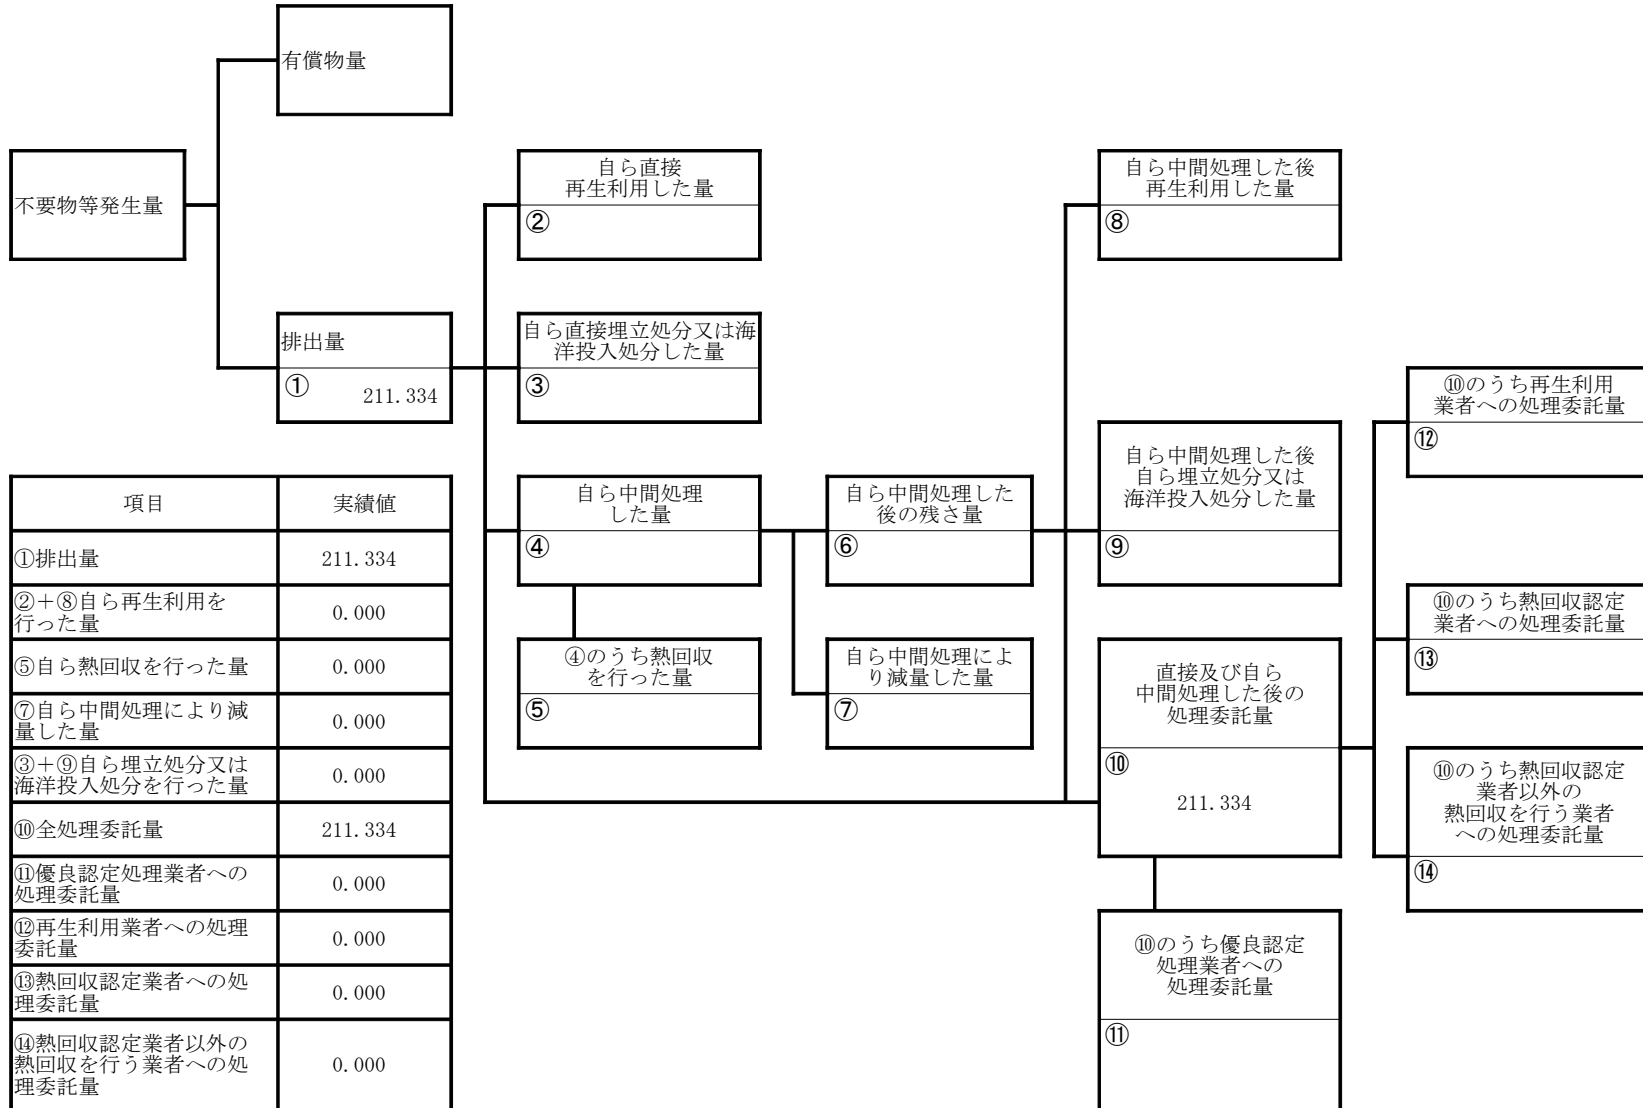 有償物量
不要物等発生量
自ら直接
再生利用した量
②
自ら中間処理した後
再生利用した量
⑧
排出量
①
211.334
自ら直接埋立処分又は海
洋投入処分した量
③
⑩のうち再生利用
業者への処理委託量
⑫
自ら中間処理
した量
④
自ら中間処理した
後の残さ量
⑥
自ら中間処理した後
自ら埋立処分又は
海洋投入処分した量
⑨
④のうち熱回収
を行った量
⑤
自ら中間処理によ
り減量した量
⑦
直接及び自ら
中間処理した後の
処理委託量
⑩
211.334
⑩のうち熱回収認定
業者への処理委託量
⑬
⑩のうち熱回収認定
業者以外の
熱回収を行う業者
への処理委託量
⑭
⑩のうち優良認定
処理業者への
処理委託量
⑪
項目 実績値
①排出量 211.334
②＋⑧自ら再生利用を
行った量 0.000
⑤自ら熱回収を行った量 0.000
⑦自ら中間処理により減
量した量 0.000
③＋⑨自ら埋立処分又は
海洋投入処分を行った量 0.000
⑩全処理委託量 211.334
⑪優良認定処理業者への
処理委託量 0.000
⑫再生利用業者への処理
委託量 0.000
⑬熱回収認定業者への処
理委託量 0.000
⑭熱回収認定業者以外の
熱回収を行う業者への処
理委託量 0.000